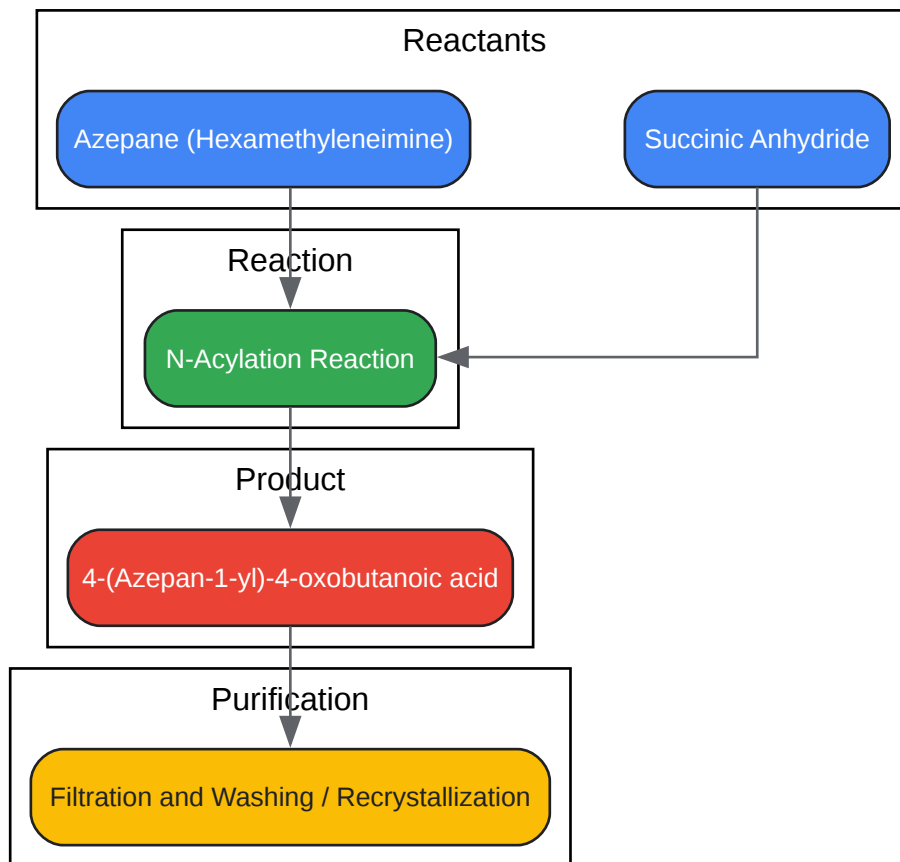 Reactants
Azepane (Hexamethyleneimine)
Succinic Anhydride
Reaction
N-Acylation Reaction
Product
4-(Azepan-1-yl)-4-oxobutanoic acid
Purification
Filtration and Washing / Recrystallization